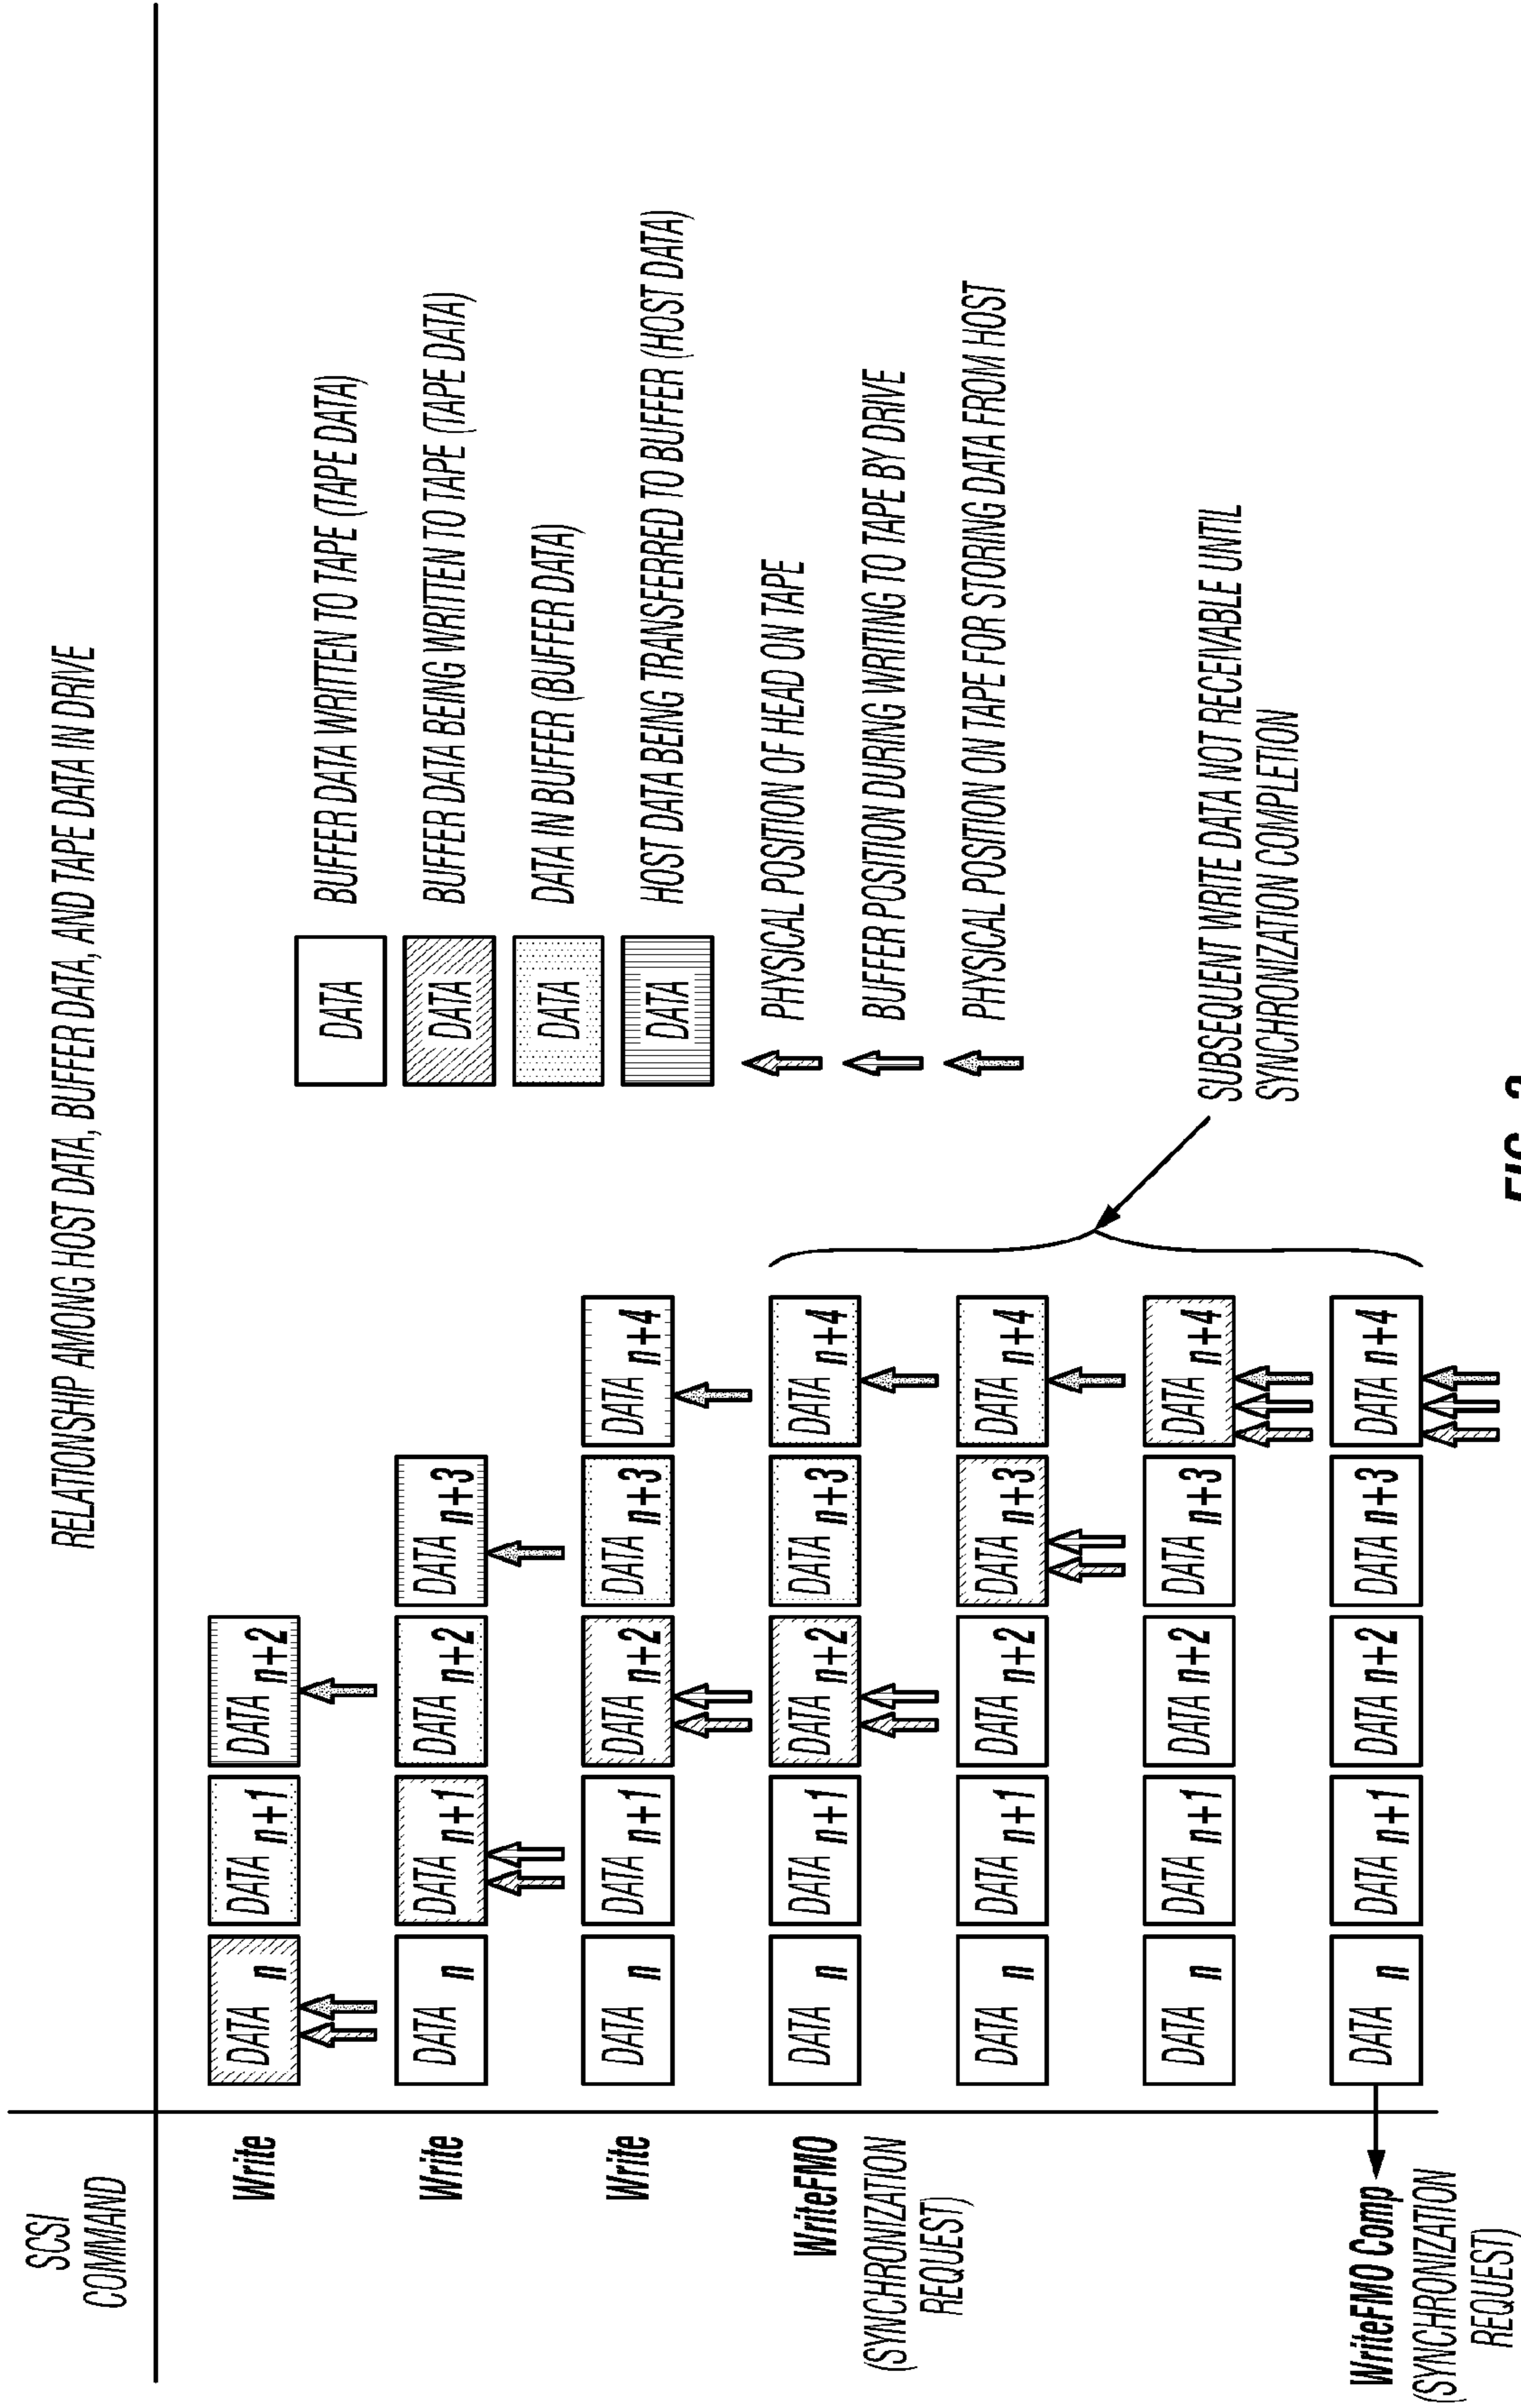 RELATIONSHIP AMONG HOST DATA, BUFFER DATA, AND TAPE DATA IN DRIVE
SCSI
COMMAND
Write
DATA n
DATA n+1
DATA n+2
Write
DATA n
DATA n+1
DATA n+2
DATA n+3
Write
DATA n
DATA n+1
DATA n+2
DATA n+3
DATA n+4
WriteFMO
(SYNCHRONIZATION
REQUEST)
DATA n
DATA n+1
DATA n+2
DATA n+3
DATA n+4
DATA n
DATA n+1
DATA n+2
DATA n+3
DATA n+4
DATA n
DATA n+1
DATA n+2
DATA n+3
DATA n+4
WriteFMO Comp
(SYNCHRONIZATION
REQUEST)
DATA n
DATA n+1
DATA n+2
DATA n+3
DATA n+4
DATA
BUFFER DATA WRITTEN TO TAPE (TAPE DATA)
DATA
BUFFER DATA BEING WRITTEN TO TAPE (TAPE DATA)
DATA
DATA IN BUFFER (BUFFER DATA)
DATA
HOST DATA BEING TRANSFERRED TO BUFFER (HOST DATA)
PHYSICAL POSITION OF HEAD ON TAPE
BUFFER POSITION DURING WRITING TO TAPE BY DRIVE
PHYSICAL POSITION ON TAPE FOR STORING DATA FROM HOST
SUBSEQUENT WRITE DATA NOT RECEIVABLE UNTIL
SYNCHRONIZATION COMPLETION
FIG.